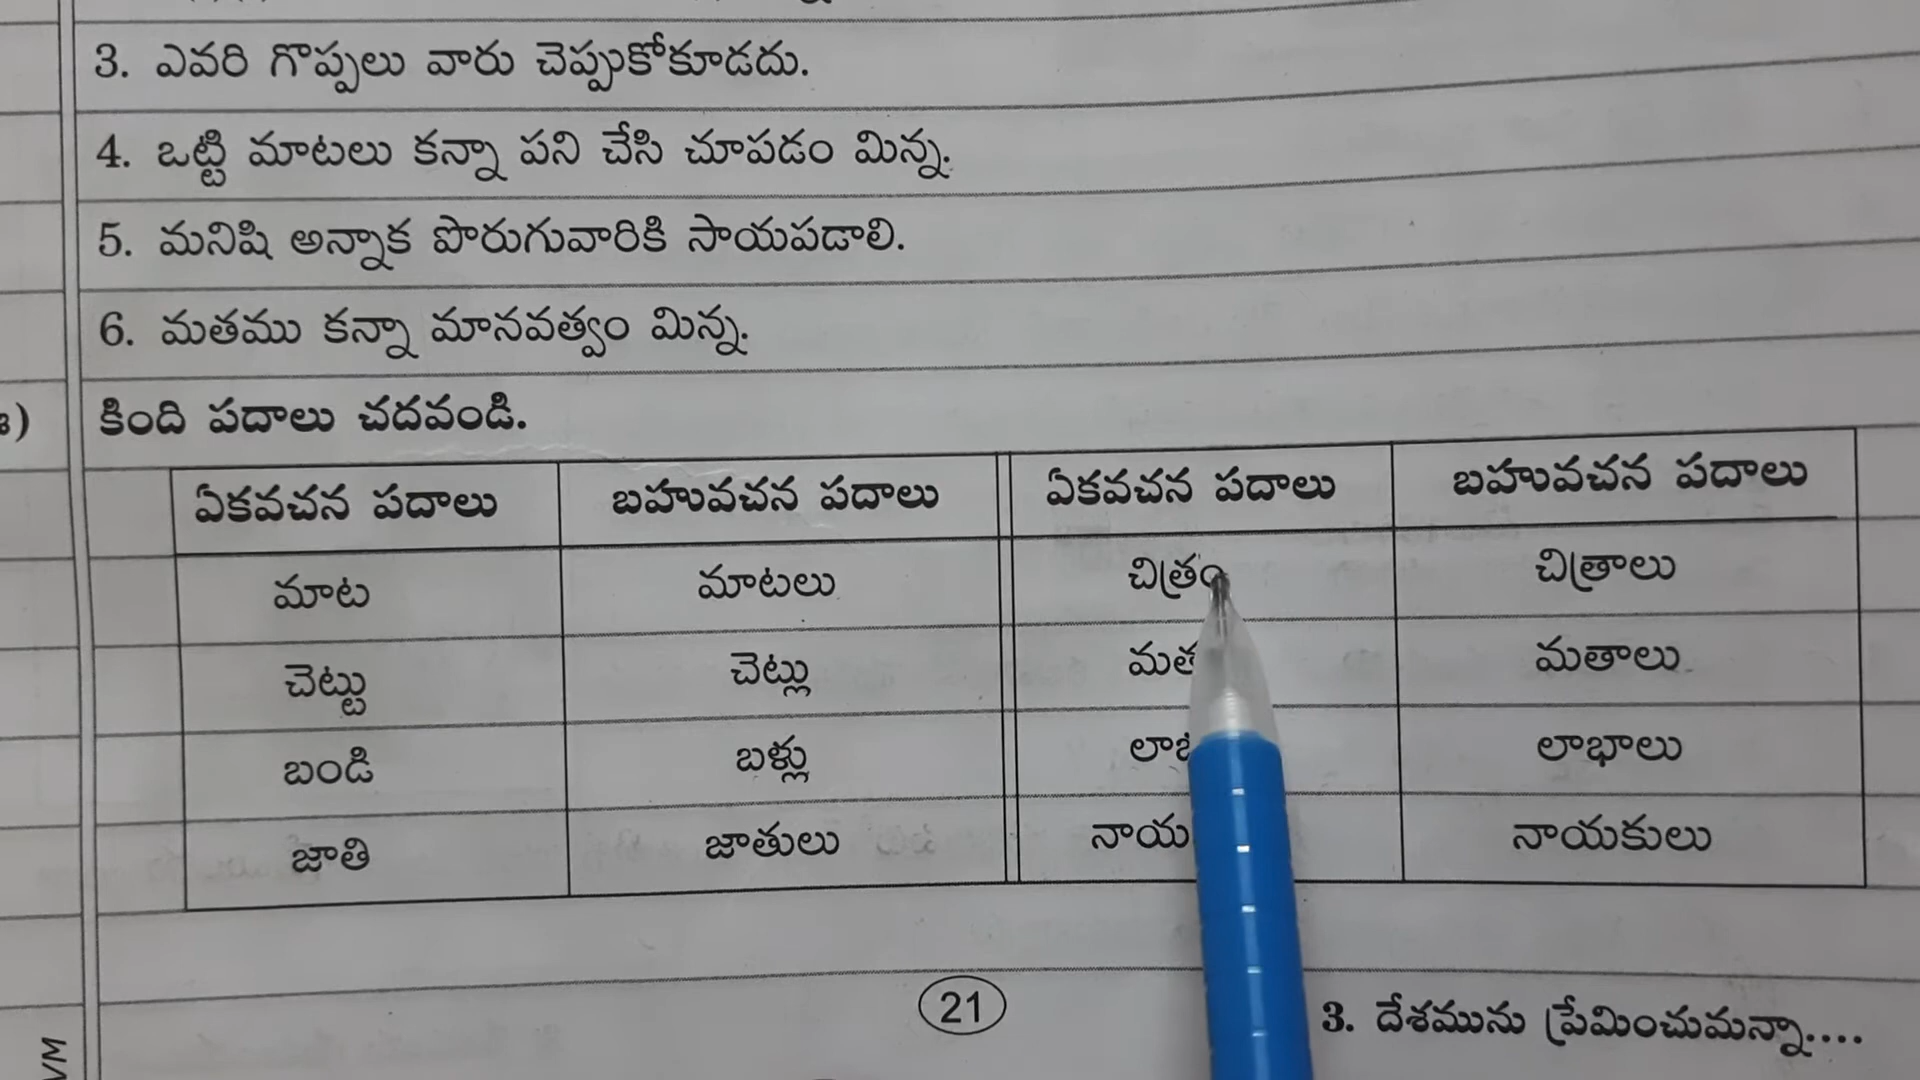 3. ఎవరి గొప్పలు వారు చెప్పుకోకూడదు.
4. ఒట్టి మాటలు కన్నా పని చేసి చూపడం మిన్న.
5. మనిషి అన్నాక పొరుగువారికి సాయపడాలి.
6. మతము కన్నా మానవత్వం మిన్న.
కింది పదాలు చదవండి.
ఏకవచన పదాలు బహువచన పదాలు ఏకవచన పదాలు బహువచన పదాలు
మాట మాటలు చిత్రం చిత్రాలు
చెట్టు చెట్లు మతాలు
బండి బళ్లు లాభాలు
జాతి జాతులు నాయకులు
21
3. దేశమును ప్రేమించుమన్నా....
VM